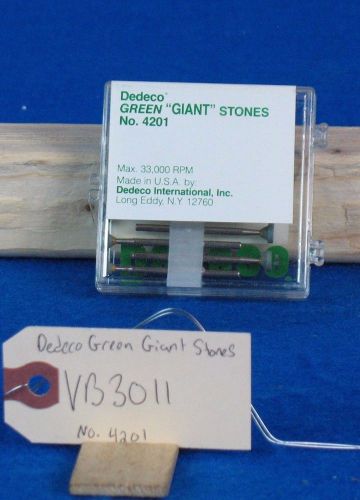 Dedeco®
GREEN "GIANT" STONES
No. 4201
Max. 33,000 RPM
Made in U.S.A. by:
Dedeco International, Inc.
Long Eddy, N.Y. 12760
Dedeco Green Giant Stones
VB3011
No. 4201